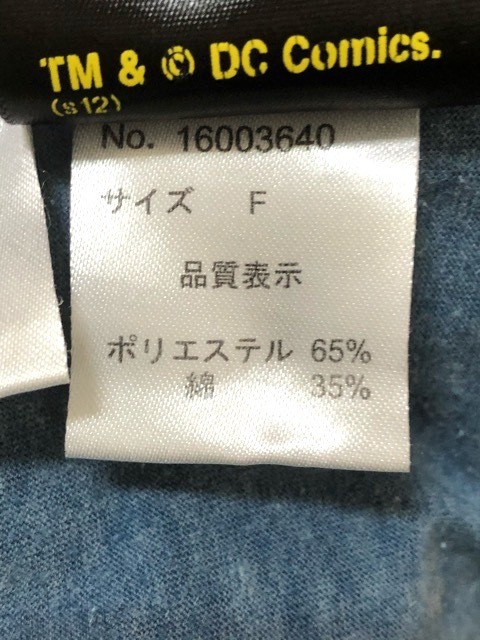 TM & © DC Comics.
(s12)
No. 16003640
サイズ F
品質表示
ポリエステル 65%
綿 35%